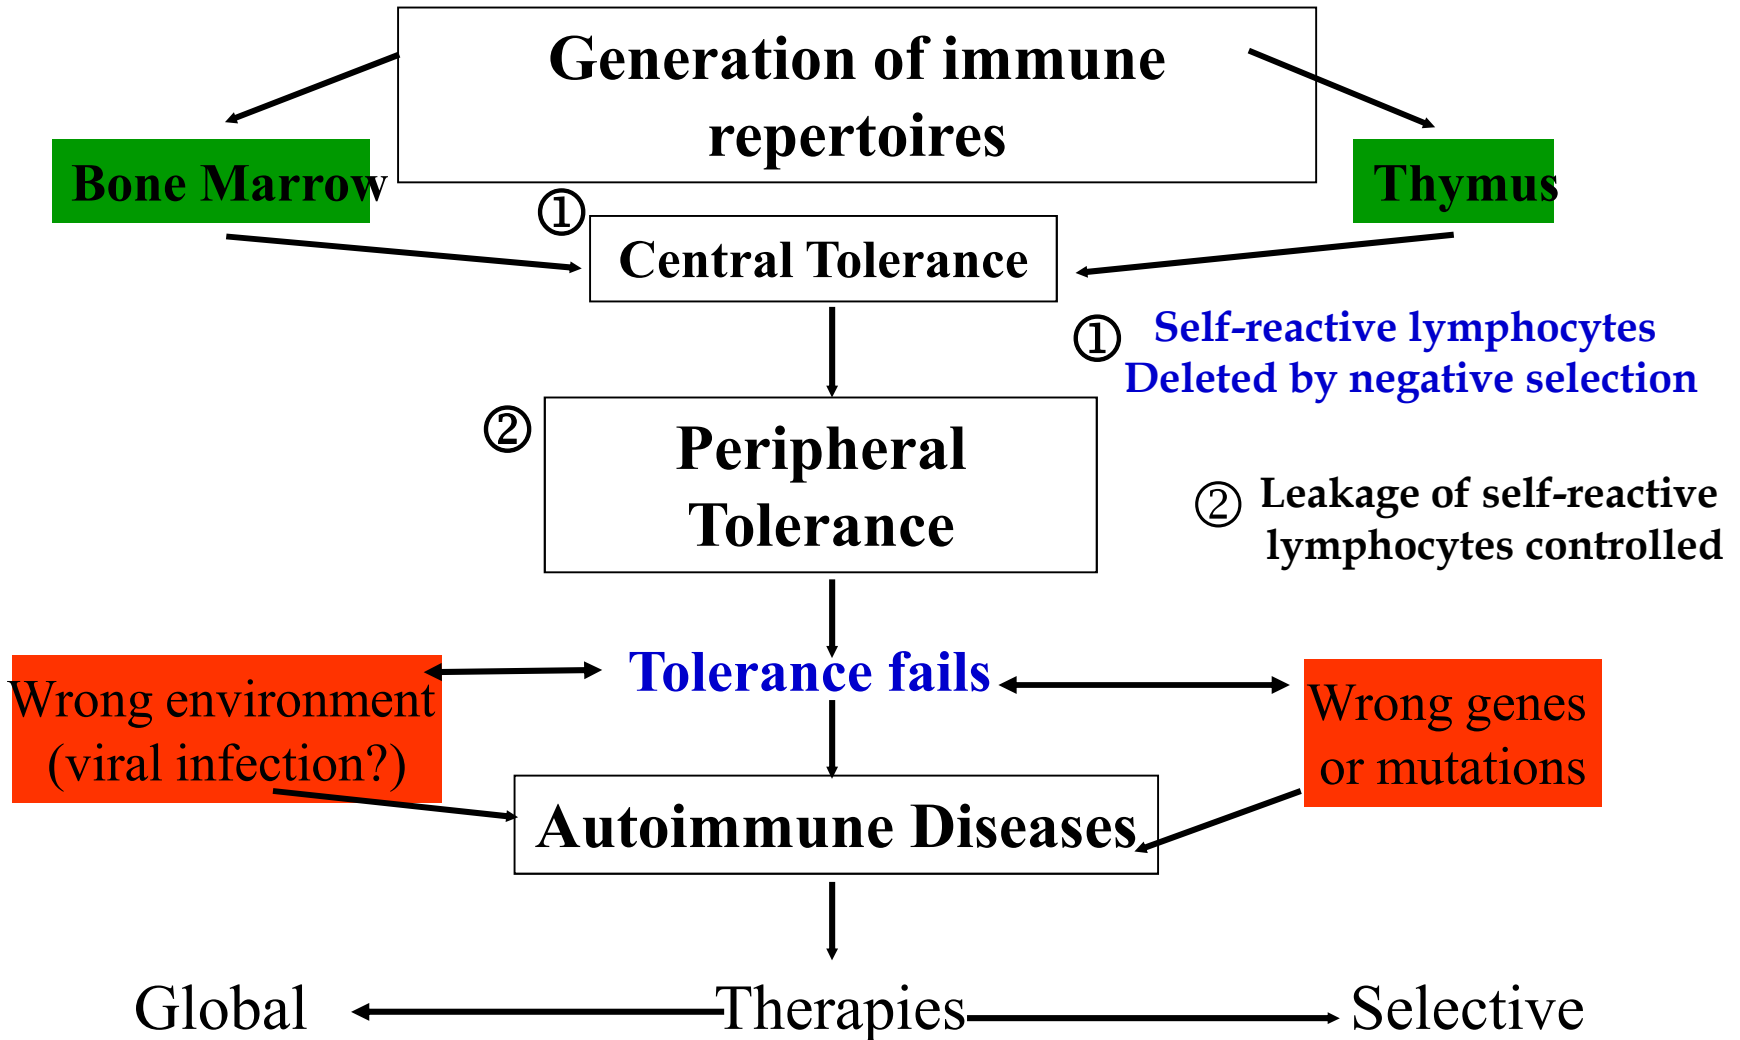 Generation of immune
repertoires
Bone Marrow
Thymus
①
Central Tolerance
① Self-reactive lymphocytes
Deleted by negative selection
②
Peripheral
Tolerance
② Leakage of self-reactive
lymphocytes controlled
Tolerance fails
Wrong environment
(viral infection?)
Wrong genes
or mutations
Autoimmune Diseases
Global
Therapies
Selective